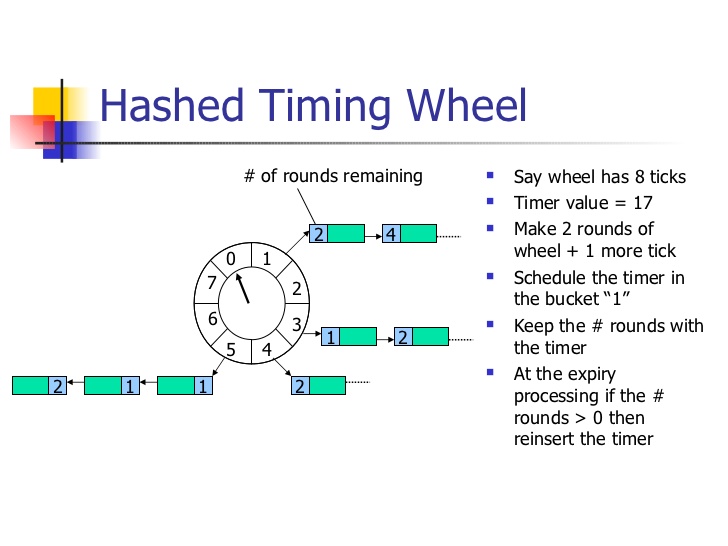 Hashed Timing Wheel
# of rounds remaining
2
4
0
1
7
2
6
3
5
4
1
2
2
1
1
2
Say wheel has 8 ticks
Timer value = 17
Make 2 rounds of
wheel + 1 more tick
Schedule the timer in
the bucket “1”
Keep the # rounds with
the timer
At the expiry
processing if the #
rounds > 0 then
reinsert the timer